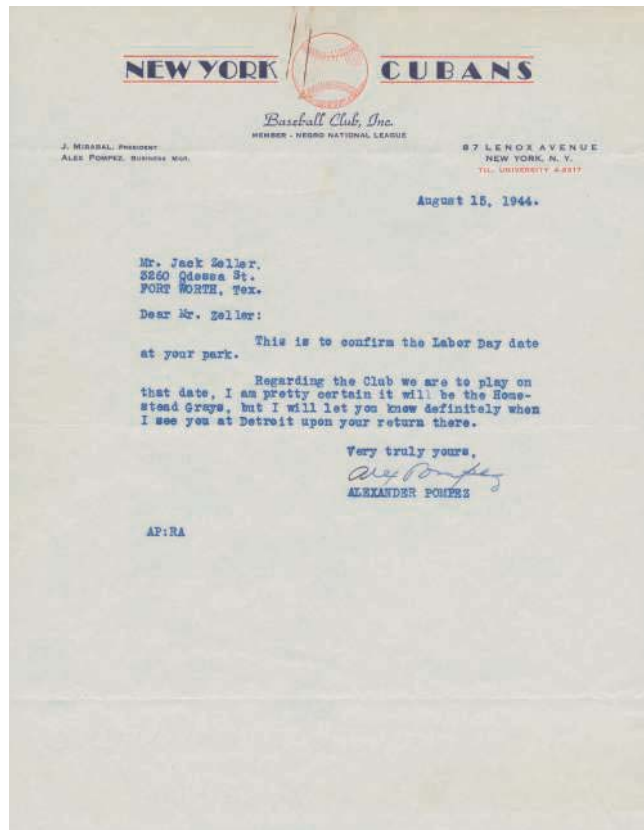 NEW YORK CUBANS
Baseball Club, Inc.
MEMBER - NEGRO NATIONAL LEAGUE
J. MIRABAL, PRESIDENT
ALEX POMPEZ, BUSINESS MGR.
87 LENOX AVENUE
NEW YORK, N. Y.
TEL. UNIVERSITY
August 15, 1944.
Mr. Jack Zeller,
3260 Odessa St.
FORT WORTH, Tex.
Dear Mr. Zeller:
This is to confirm the Labor Day date
at your park.
Regarding the Club we are to play on
that date, I am pretty certain it will be the Home-
stead Grays, but I will let you know definitely when
I see you at Detroit upon your return there.
Very truly yours,
Alex Pompez
ALEXANDER POMPEZ
AP:RA